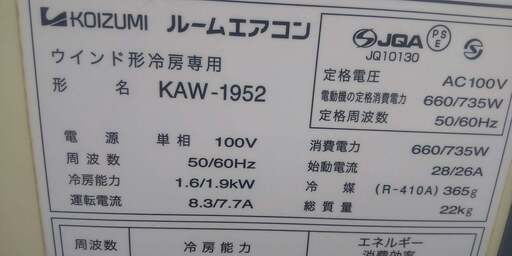 KOIZUMI ルームエアコン
ウインド形冷房専用
形 名 KAW-1952
電 源 単相 100V
周 波 数 50/60Hz
冷房能力 1.6/1.9kW
運転電流 8.3/7.7A
JQA PSE S
JQ10130
定格電圧 AC100V
電動機の定格消費電力 660/735W
定格周波数 50/60Hz
消費電力 660/735W
始動電流 28/26A
冷 媒 (R-410A) 365g
総 質 量 22kg
周波数 冷房能力 エネルギー
消費効率